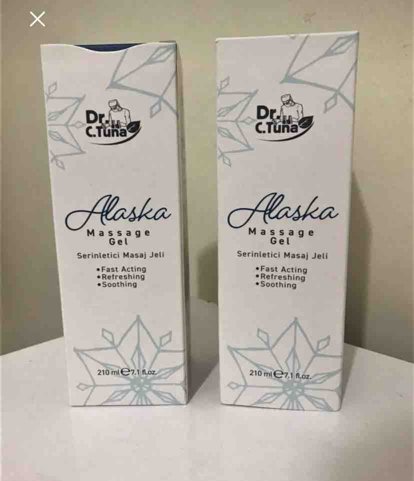 Dr.
C.Tuna
Alaska
Massage
Gel
Serinletici Masaj Jeli
•Fast Acting
•Refreshing
•Soothing
210 ml ℮ 7.1 fl.oz.
Dr.
C.Tuna
Alaska
Massage
Gel
Serinletici Masaj Jeli
•Fast Acting
•Refreshing
•Soothing
210 ml ℮ 7.1 fl.oz.